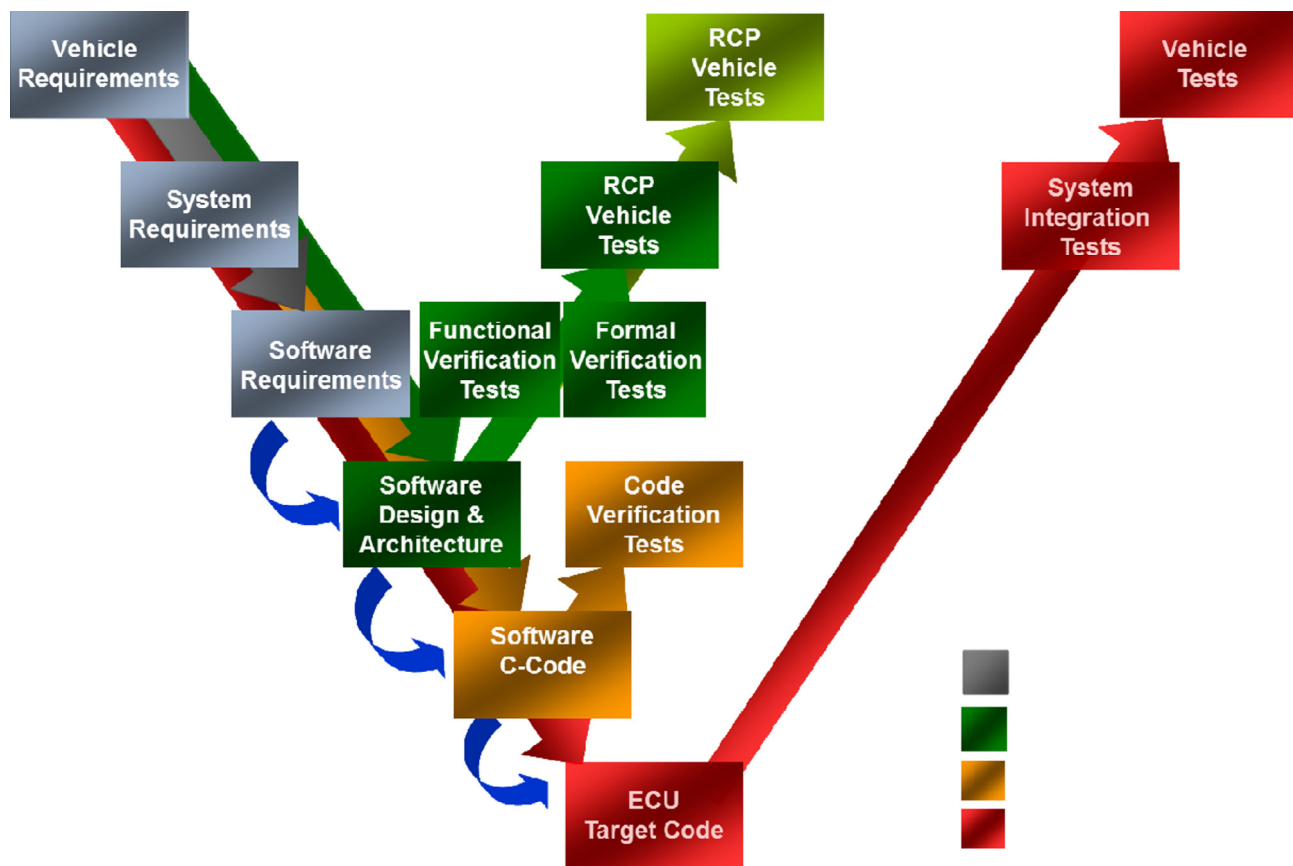 Vehicle
Requirements
RCP
Vehicle
Tests
Vehicle
Tests
System
Requirements
RCP
Vehicle
Tests
System
Integration
Tests
Software
Requirements
Functional
Verification
Tests
Formal
Verification
Tests
Software
Design &
Architecture
Code
Verification
Tests
Software
C-Code
ECU
Target Code